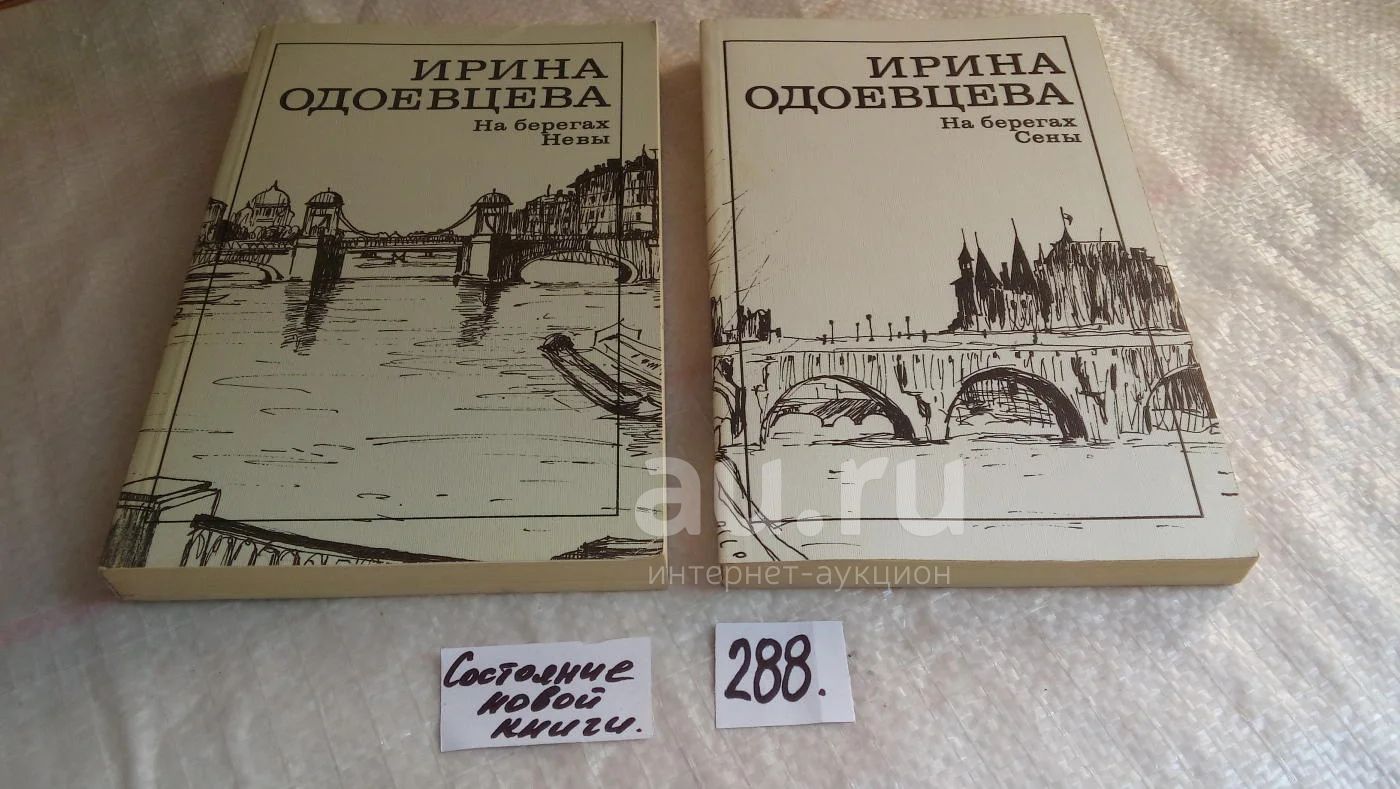 ИРИНА
ОДОЕВЦЕВА
На берегах
Невы
ИРИНА
ОДОЕВЦЕВА
На берегах
Сены
au.ru
интернет-аукцион
Состояние
новой
книги.
288.